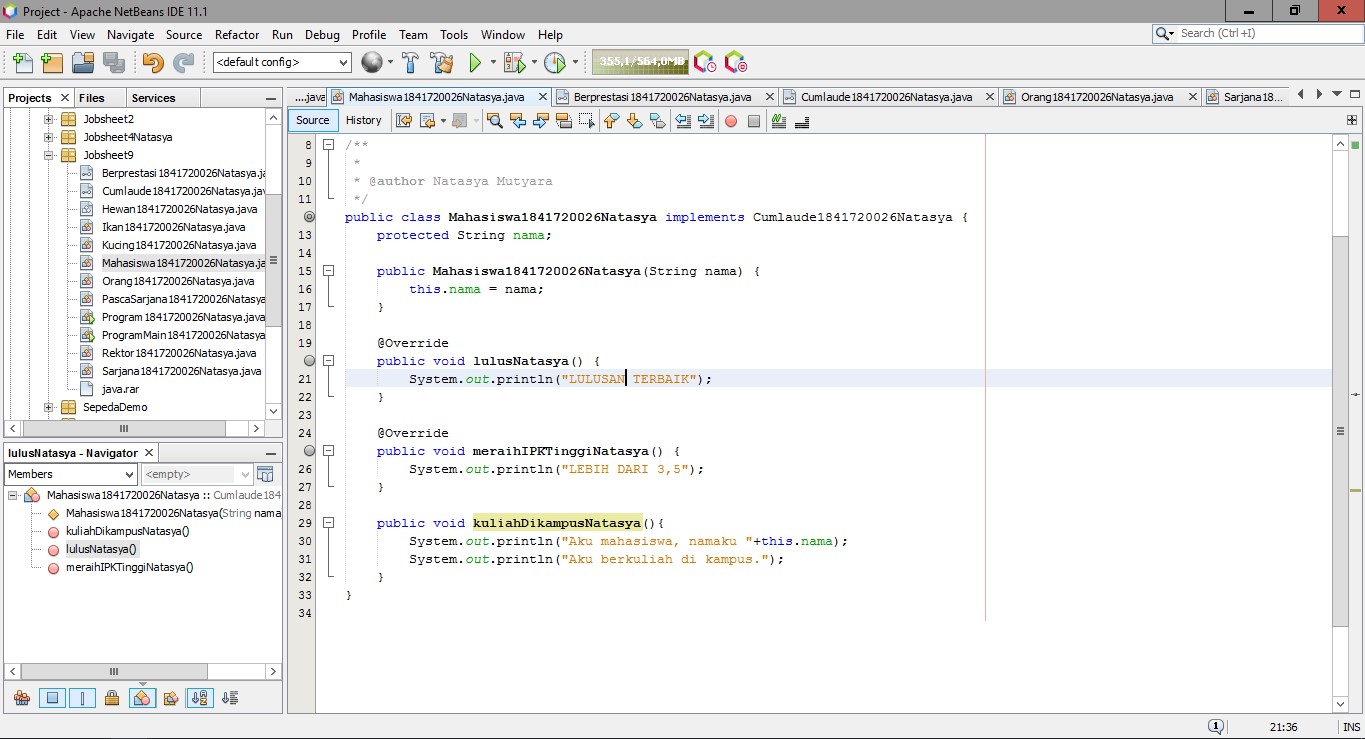 Project - Apache NetBeans IDE 11.1
File Edit View Navigate Source Refactor Run Debug Profile Team Tools Window Help
Search (Ctrl+I)
<default config>
355,1/564,0MB
Projects Files Services
Jobsheet2
Jobsheet4Natasya
Jobsheet9
Berprestasi1841720026Natasya.ja
Cumlaude1841720026Natasya.jav
Hewan1841720026Natasya.java
Ikan1841720026Natasya.java
Kucing1841720026Natasya.java
Mahasiswa1841720026Natasya.ja
Orang1841720026Natasya.java
PascaSarjana1841720026Natasya
Program1841720026Natasya.java
ProgramMain1841720026Natasya
Rektor1841720026Natasya.java
Sarjana1841720026Natasya.java
java.rar
SepedaDemo
lulusNatasya - Navigator
Members <empty>
Mahasiswa1841720026Natasya :: Cumlaude184
Mahasiswa1841720026Natasya(String nama
kuliahDikampusNatasya()
lulusNatasya()
meraihIPKTinggiNatasya()
....java Mahasiswa1841720026Natasya.java Berprestasi1841720026Natasya.java Cumlaude1841720026Natasya.java Orang1841720026Natasya.java Sarjana18...
Source History
8 /**
9 *
10 * @author Natasya Mutyara
11 */
public class Mahasiswa1841720026Natasya implements Cumlaude1841720026Natasya {
13 protected String nama;
14
15 public Mahasiswa1841720026Natasya(String nama) {
16 this.nama = nama;
17 }
18
19 @Override
public void lulusNatasya() {
21 System.out.println("LULUSAN TERBAIK");
22 }
23
24 @Override
public void meraihIPKTinggiNatasya() {
26 System.out.println("LEBIH DARI 3,5");
27 }
28
29 public void kuliahDikampusNatasya(){
30 System.out.println("Aku mahasiswa, namaku "+this.nama);
31 System.out.println("Aku berkuliah di kampus.");
32 }
33 }
34
1 21:36 INS